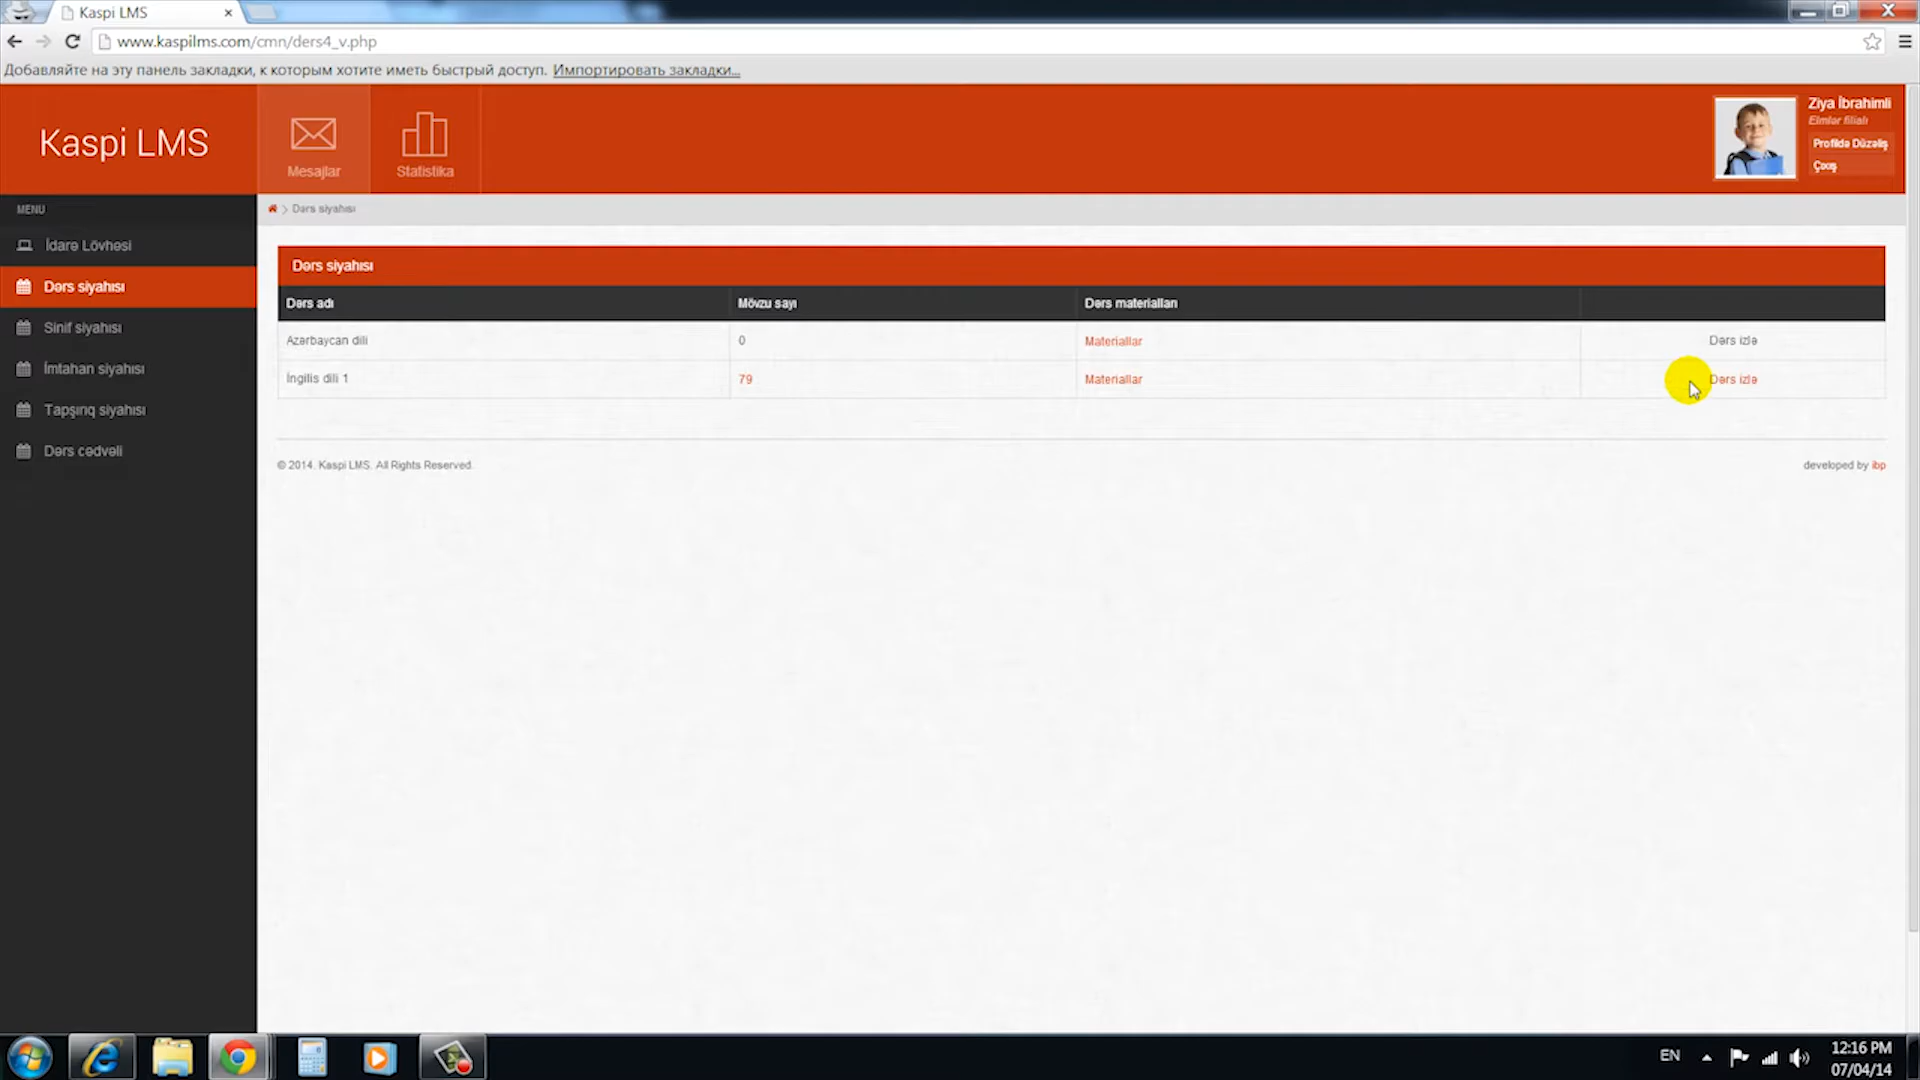 Kaspi LMS
www.kaspilms.com/cmn/ders4_v.php
Добавляйте на эту панель закладки, к которым хотите иметь быстрый доступ. Импортировать закладки...
Kaspi LMS
Mesajlar
Statistika
Ziya İbrahimli
Elmlər filialı
Profildə Düzəliş
Çıxış
MENU
Dərs siyahısı
İdarə Lövhəsi
Dərs siyahısı
Sinif siyahısı
İmtahan siyahısı
Tapşırıq siyahısı
Dərs cədvəli
Dərs siyahısı
Dərs adı
Mövzu sayı
Dərs materialları
Azərbaycan dili
0
Materiallar
Dərs izlə
İngilis dili 1
79
Materiallar
Dərs izlə
© 2014. Kaspi LMS. All Rights Reserved.
developed by ibp
EN
12:16 PM
07/04/14